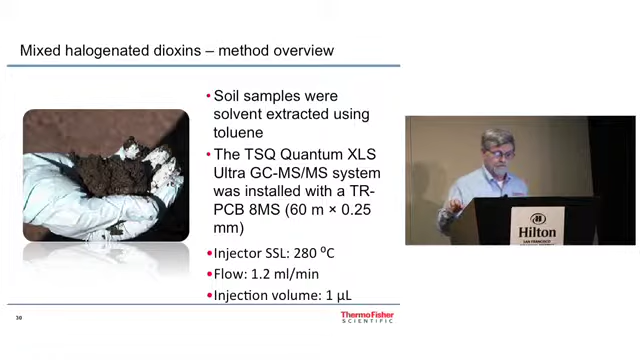 Mixed halogenated dioxins – method overview
• Soil samples were
solvent extracted using
toluene
• The TSQ Quantum XLS
Ultra GC-MS/MS system
was installed with a TR-
PCB 8MS (60 m × 0.25
mm)
• Injector SSL: 280 ⁰C
• Flow: 1.2 ml/min
• Injection volume: 1 µL
Hilton
SAN FRANCISCO
30
ThermoFisher
SCIENTIFIC